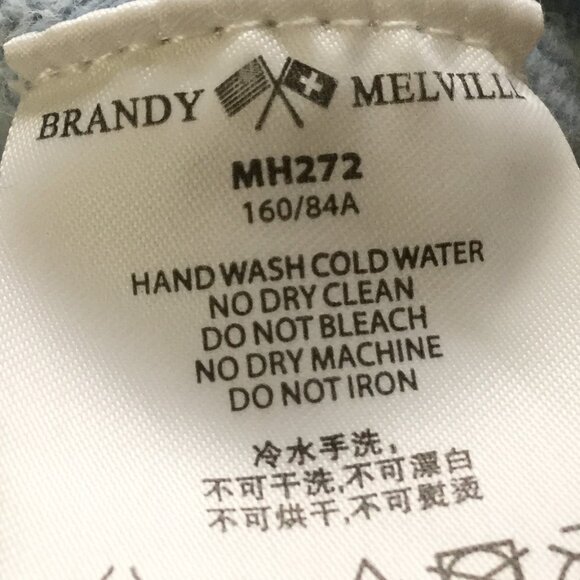 BRANDY MELVILLE
MH272
160/84A
HAND WASH COLD WATER
NO DRY CLEAN
DO NOT BLEACH
NO DRY MACHINE
DO NOT IRON
冷水手洗，
不可干洗,不可漂白
不可烘干,不可熨烫